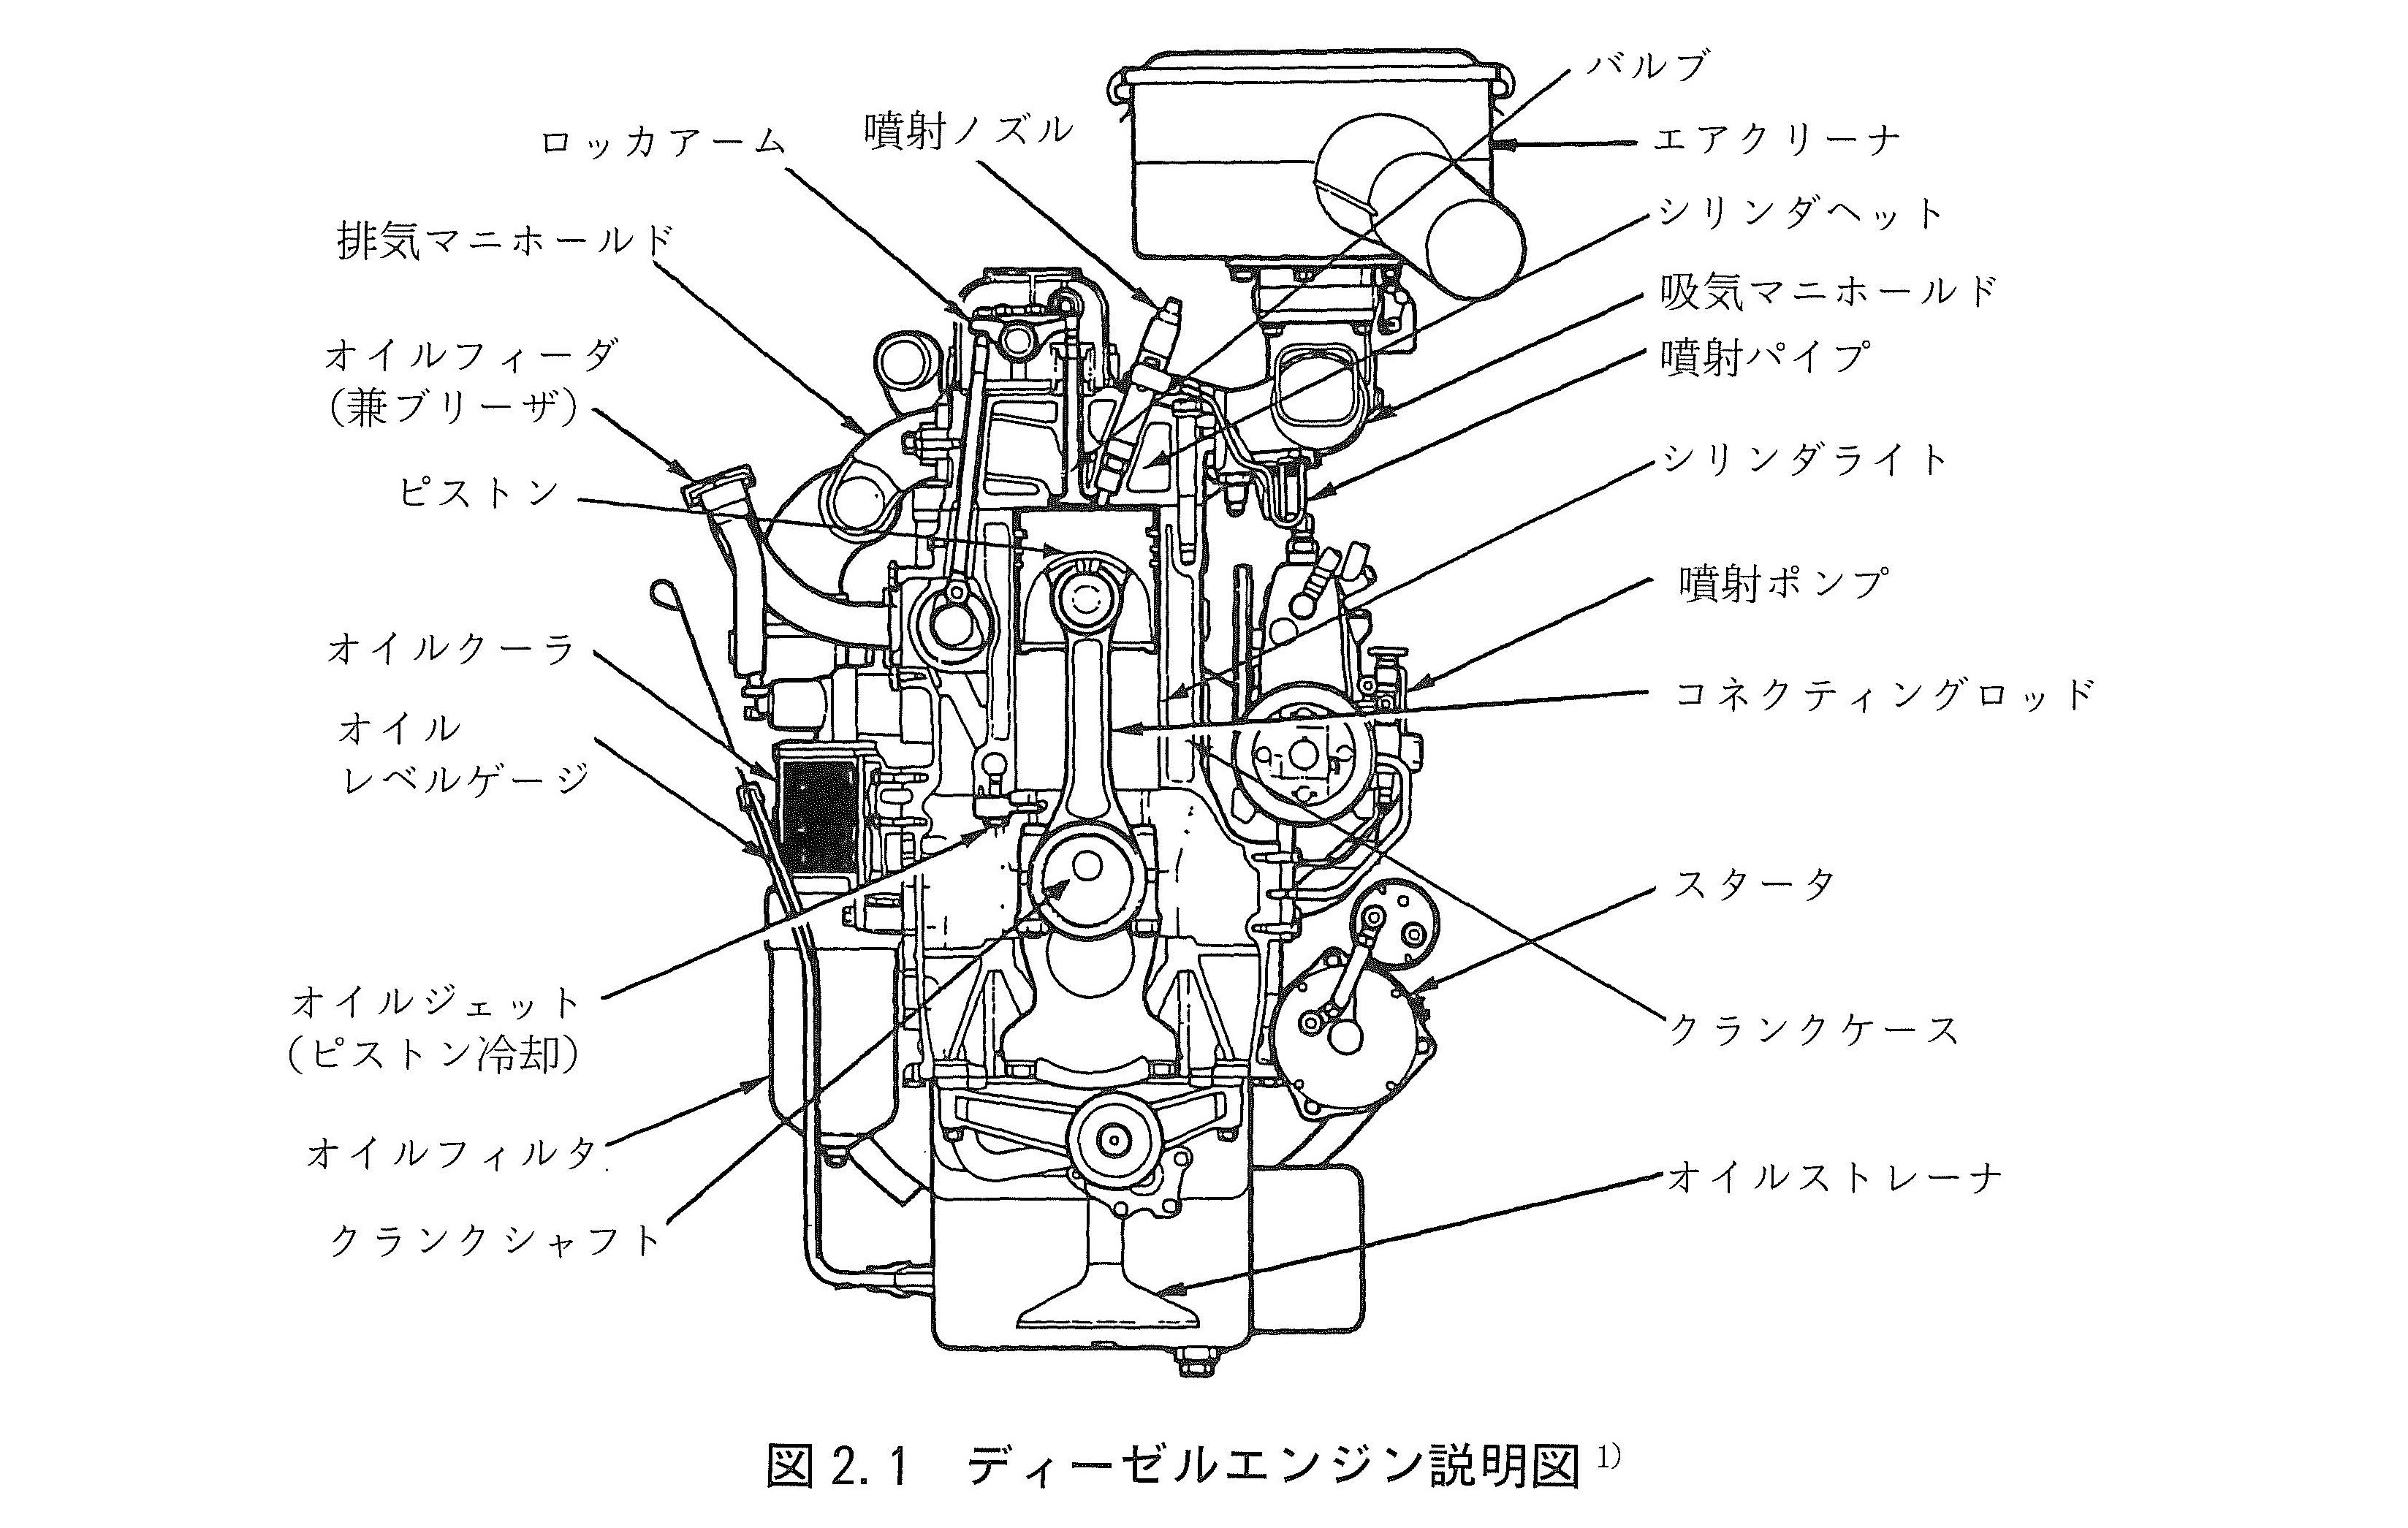 バルブ
ロッカアーム
噴射ノズル
エアクリーナ
排気マニホールド
シリンダヘット
吸気マニホールド
オイルフィーダ
(兼ブリーザ)
噴射パイプ
ピストン
シリンダライト
噴射ポンプ
オイルクーラ
コネクティングロッド
オイル
レベルゲージ
スタータ
オイルジェット
(ピストン冷却)
クランクケース
オイルフィルタ
オイルストレーナ
クランクシャフト
図2.1 ディーゼルエンジン説明図1)